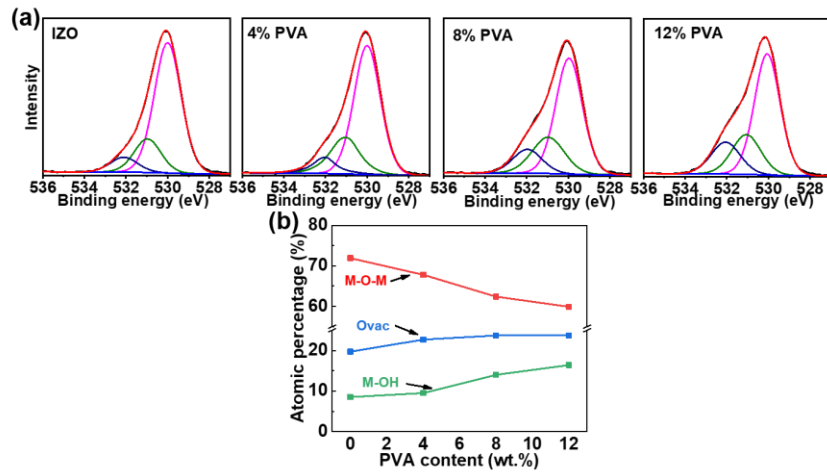 (a)
IZO
4% PVA
8% PVA
12% PVA
Intensity
536 534 532 530 528
536 534 532 530 528
536 534 532 530 528
536 534 532 530 528
Binding energy (eV)
Binding energy (eV)
Binding energy (eV)
Binding energy (eV)
(b)
Atomic percentage (%)
80
70
60
20
10
0
M-O-M
Ovac
M-OH
0 2 4 6 8 10 12
PVA content (wt.%)